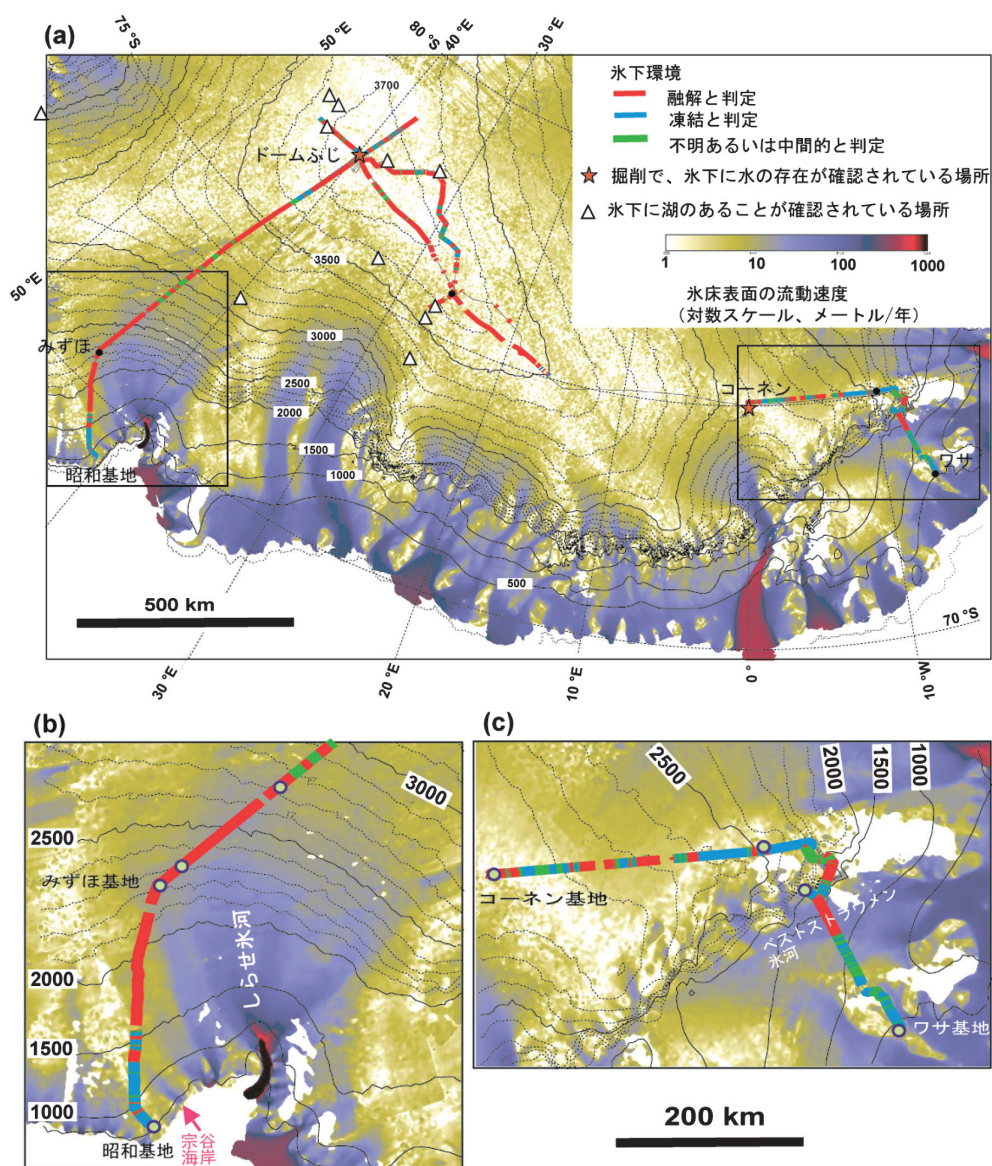 (a)
75 °S
50 °E
80 °S
40 °E
30 °E
3700
ドームふじ
氷下環境
融解と判定
凍結と判定
不明あるいは中間的と判定
掘削で、氷下に水の存在が確認されている場所
氷下に湖のあることが確認されている場所
1
10
100
1000
氷床表面の流動速度
(対数スケール、メートル/年)
50 °E
3500
3000
みずほ
2500
2000
1500
1000
昭和基地
コーネン
ワサ
500
500 km
70 °S
30 °E
20 °E
10 °E
0 °
10 °W
(b)
3000
2500
みずほ基地
しらせ氷河
2000
1500
1000
昭和基地
宗谷
海岸
(c)
2500
2000
1500
1000
コーネン基地
ベストストラウメン
氷河
ワサ基地
200 km